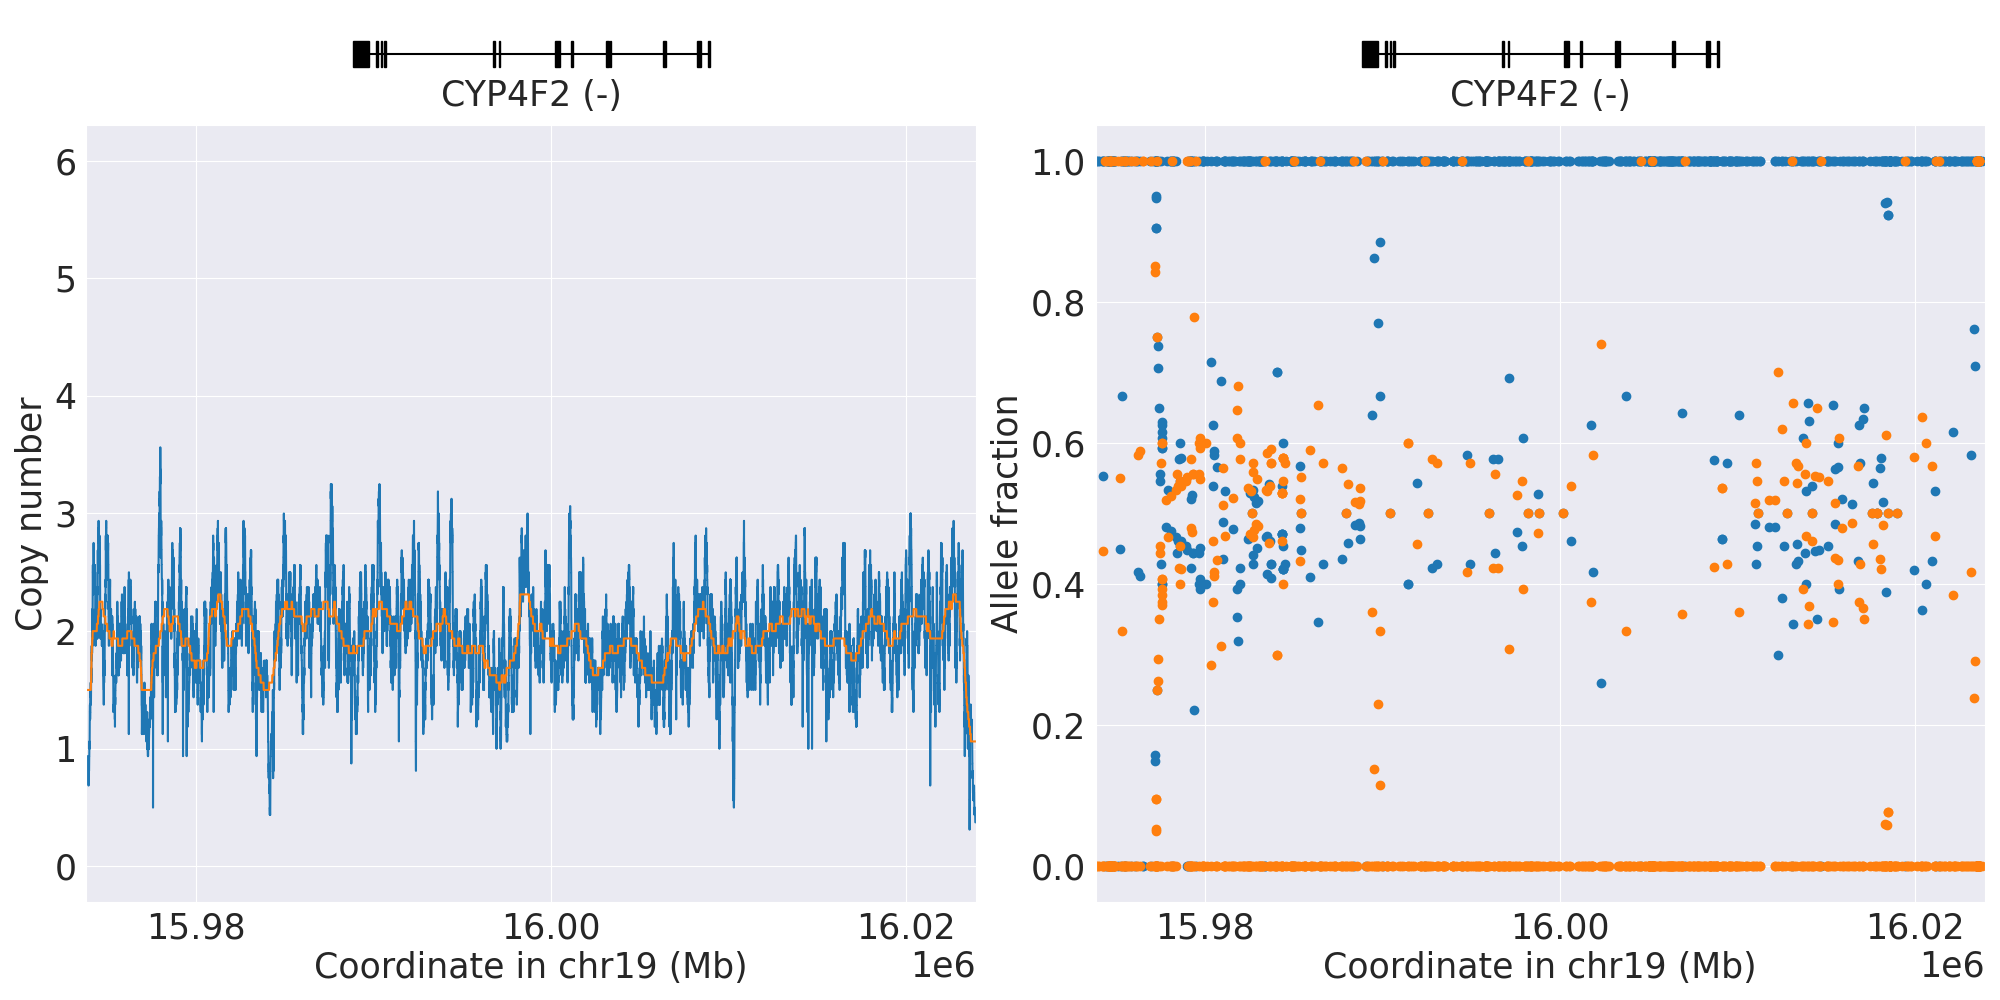 CYP4F2 (-)
6
5
4
3
2
1
0
Copy number
15.98
16.00
16.02
Coordinate in chr19 (Mb)
1e6
CYP4F2 (-)
1.0
0.8
0.6
0.4
0.2
0.0
Allele fraction
15.98
16.00
16.02
Coordinate in chr19 (Mb)
1e6